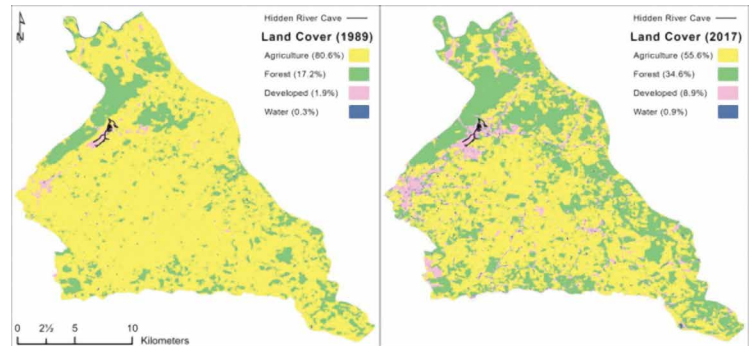 N
Hidden River Cave
Land Cover (1989)
Agriculture (80.6%)
Forest (17.2%)
Developed (1.9%)
Water (0.3%)
0 2½ 5 10
Kilometers
Hidden River Cave
Land Cover (2017)
Agriculture (55.6%)
Forest (34.6%)
Developed (8.9%)
Water (0.9%)